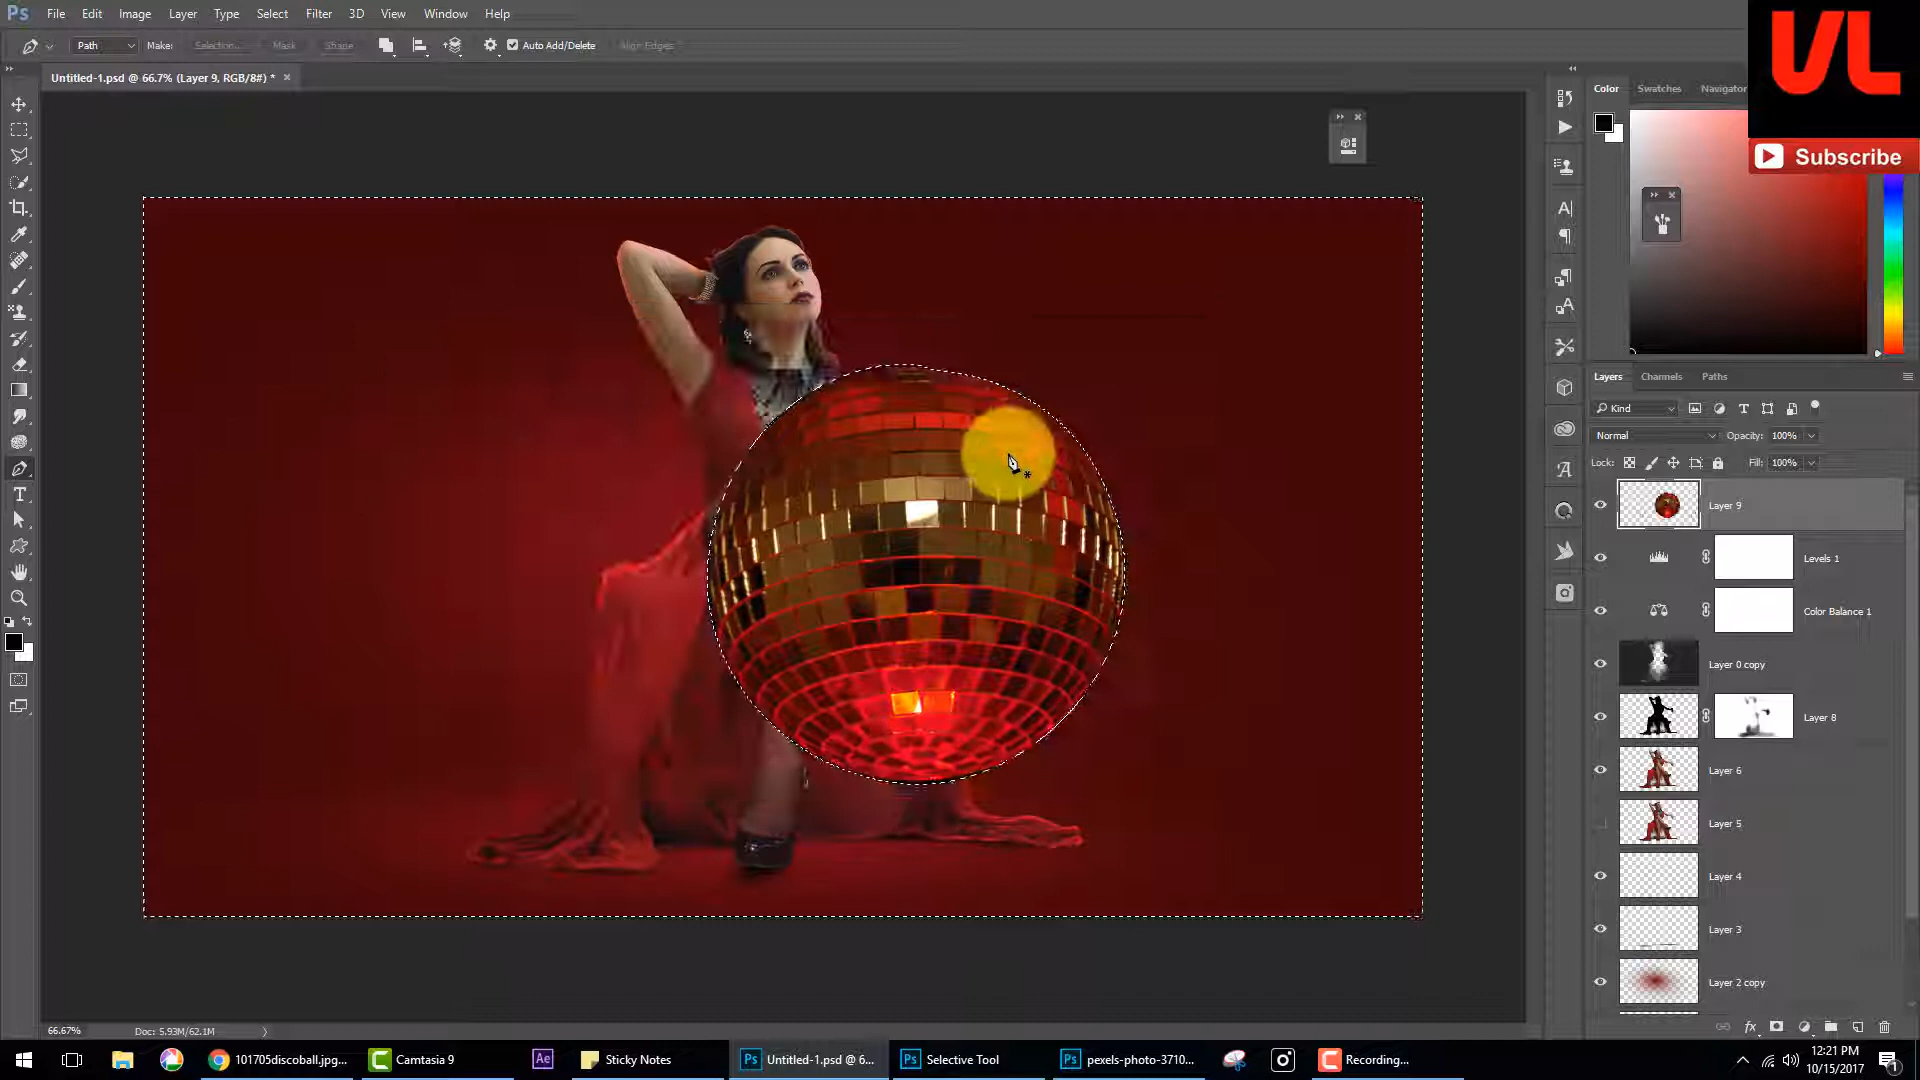 Ps File Edit Image Layer Type Select Filter 3D View Window Help
Path Make: Selection... Mask Shape Auto Add/Delete Align Edges
VL
Subscribe
Untitled-1.psd @ 66.7% (Layer 9, RGB/8#) *
Color Swatches Navigator
Layers Channels Paths
Kind
Normal Opacity: 100%
Lock: Fill: 100%
Layer 9
Levels 1
Color Balance 1
Layer 0 copy
Layer 8
Layer 6
Layer 5
Layer 4
Layer 3
Layer 2 copy
66.67% Doc: 5.93M/62.1M
101705discoball.jpg... Camtasia 9 Ae Sticky Notes Ps Untitled-1.psd @ 6... Ps Selective Tool Ps pexels-photo-3710... Recording...
12:21 PM
10/15/2017